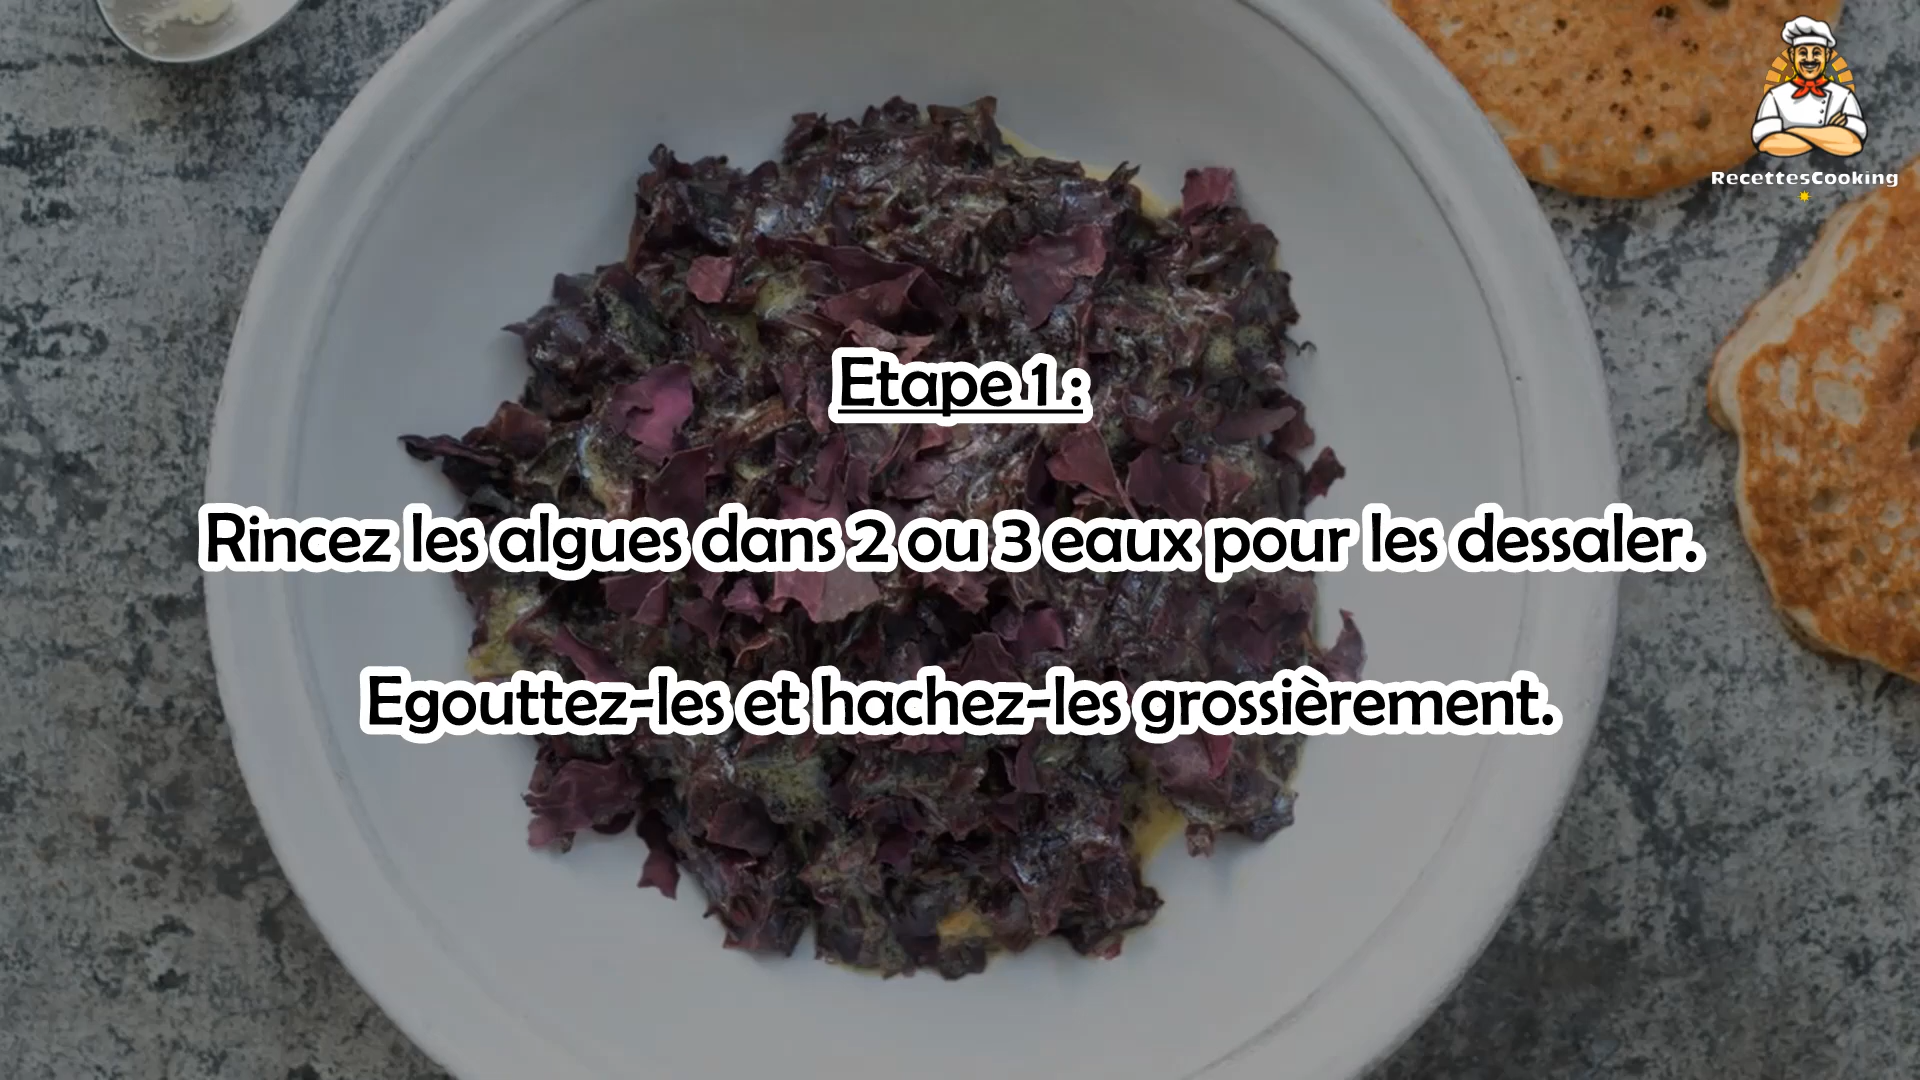 RecettesCooking
Etape 1 :
Rincez les algues dans 2 ou 3 eaux pour les dessaler.
Egouttez-les et hachez-les grossièrement.